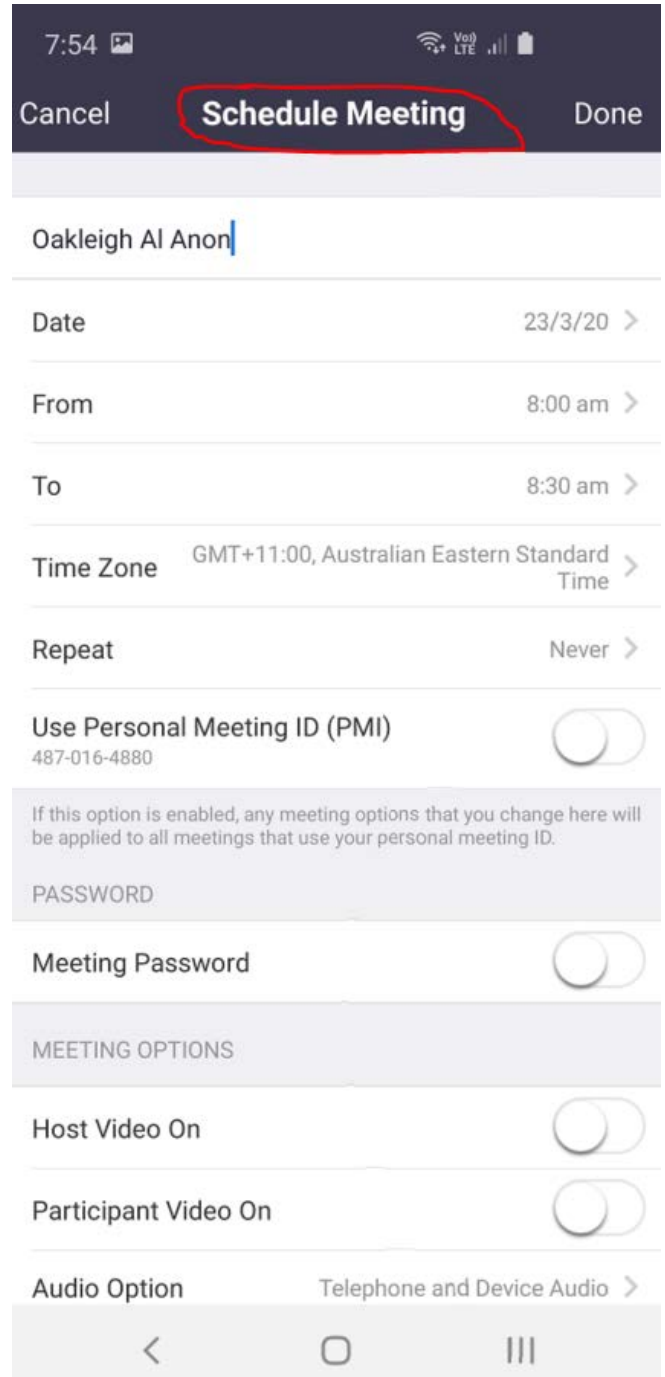 7:54
Vo)) LTE
Cancel Schedule Meeting Done
Oakleigh Al Anon
Date 23/3/20
From 8:00 am
To 8:30 am
Time Zone GMT+11:00, Australian Eastern Standard
Time
Repeat Never
Use Personal Meeting ID (PMI)
487-016-4880
If this option is enabled, any meeting options that you change here will
be applied to all meetings that use your personal meeting ID.
PASSWORD
Meeting Password
MEETING OPTIONS
Host Video On
Participant Video On
Audio Option Telephone and Device Audio